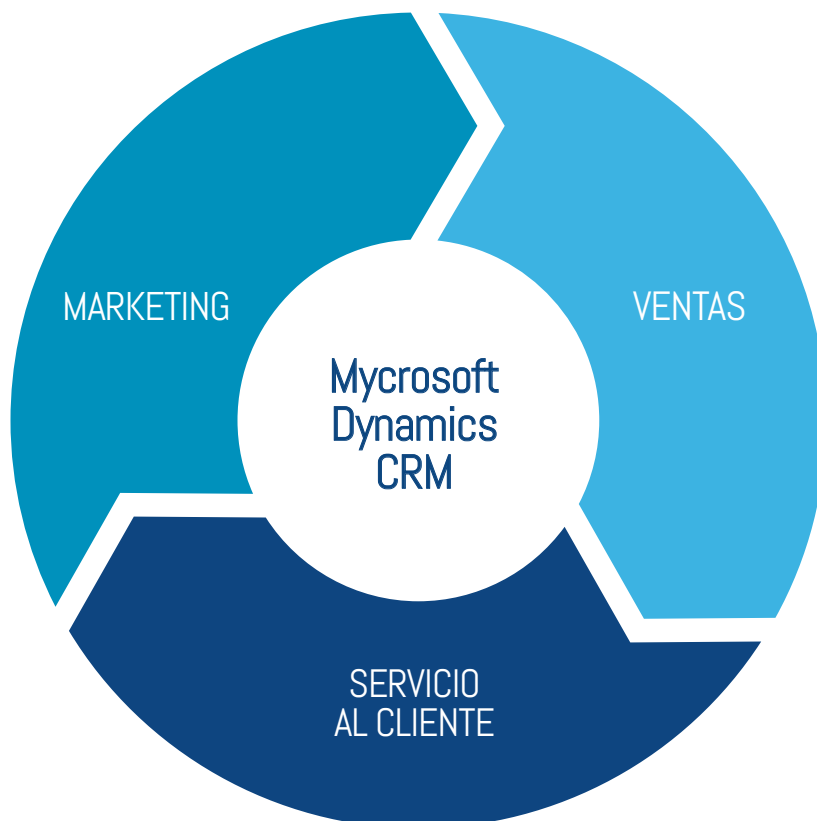 MARKETING
VENTAS
Mycrosoft
Dynamics
CRM
SERVICIO
AL CLIENTE